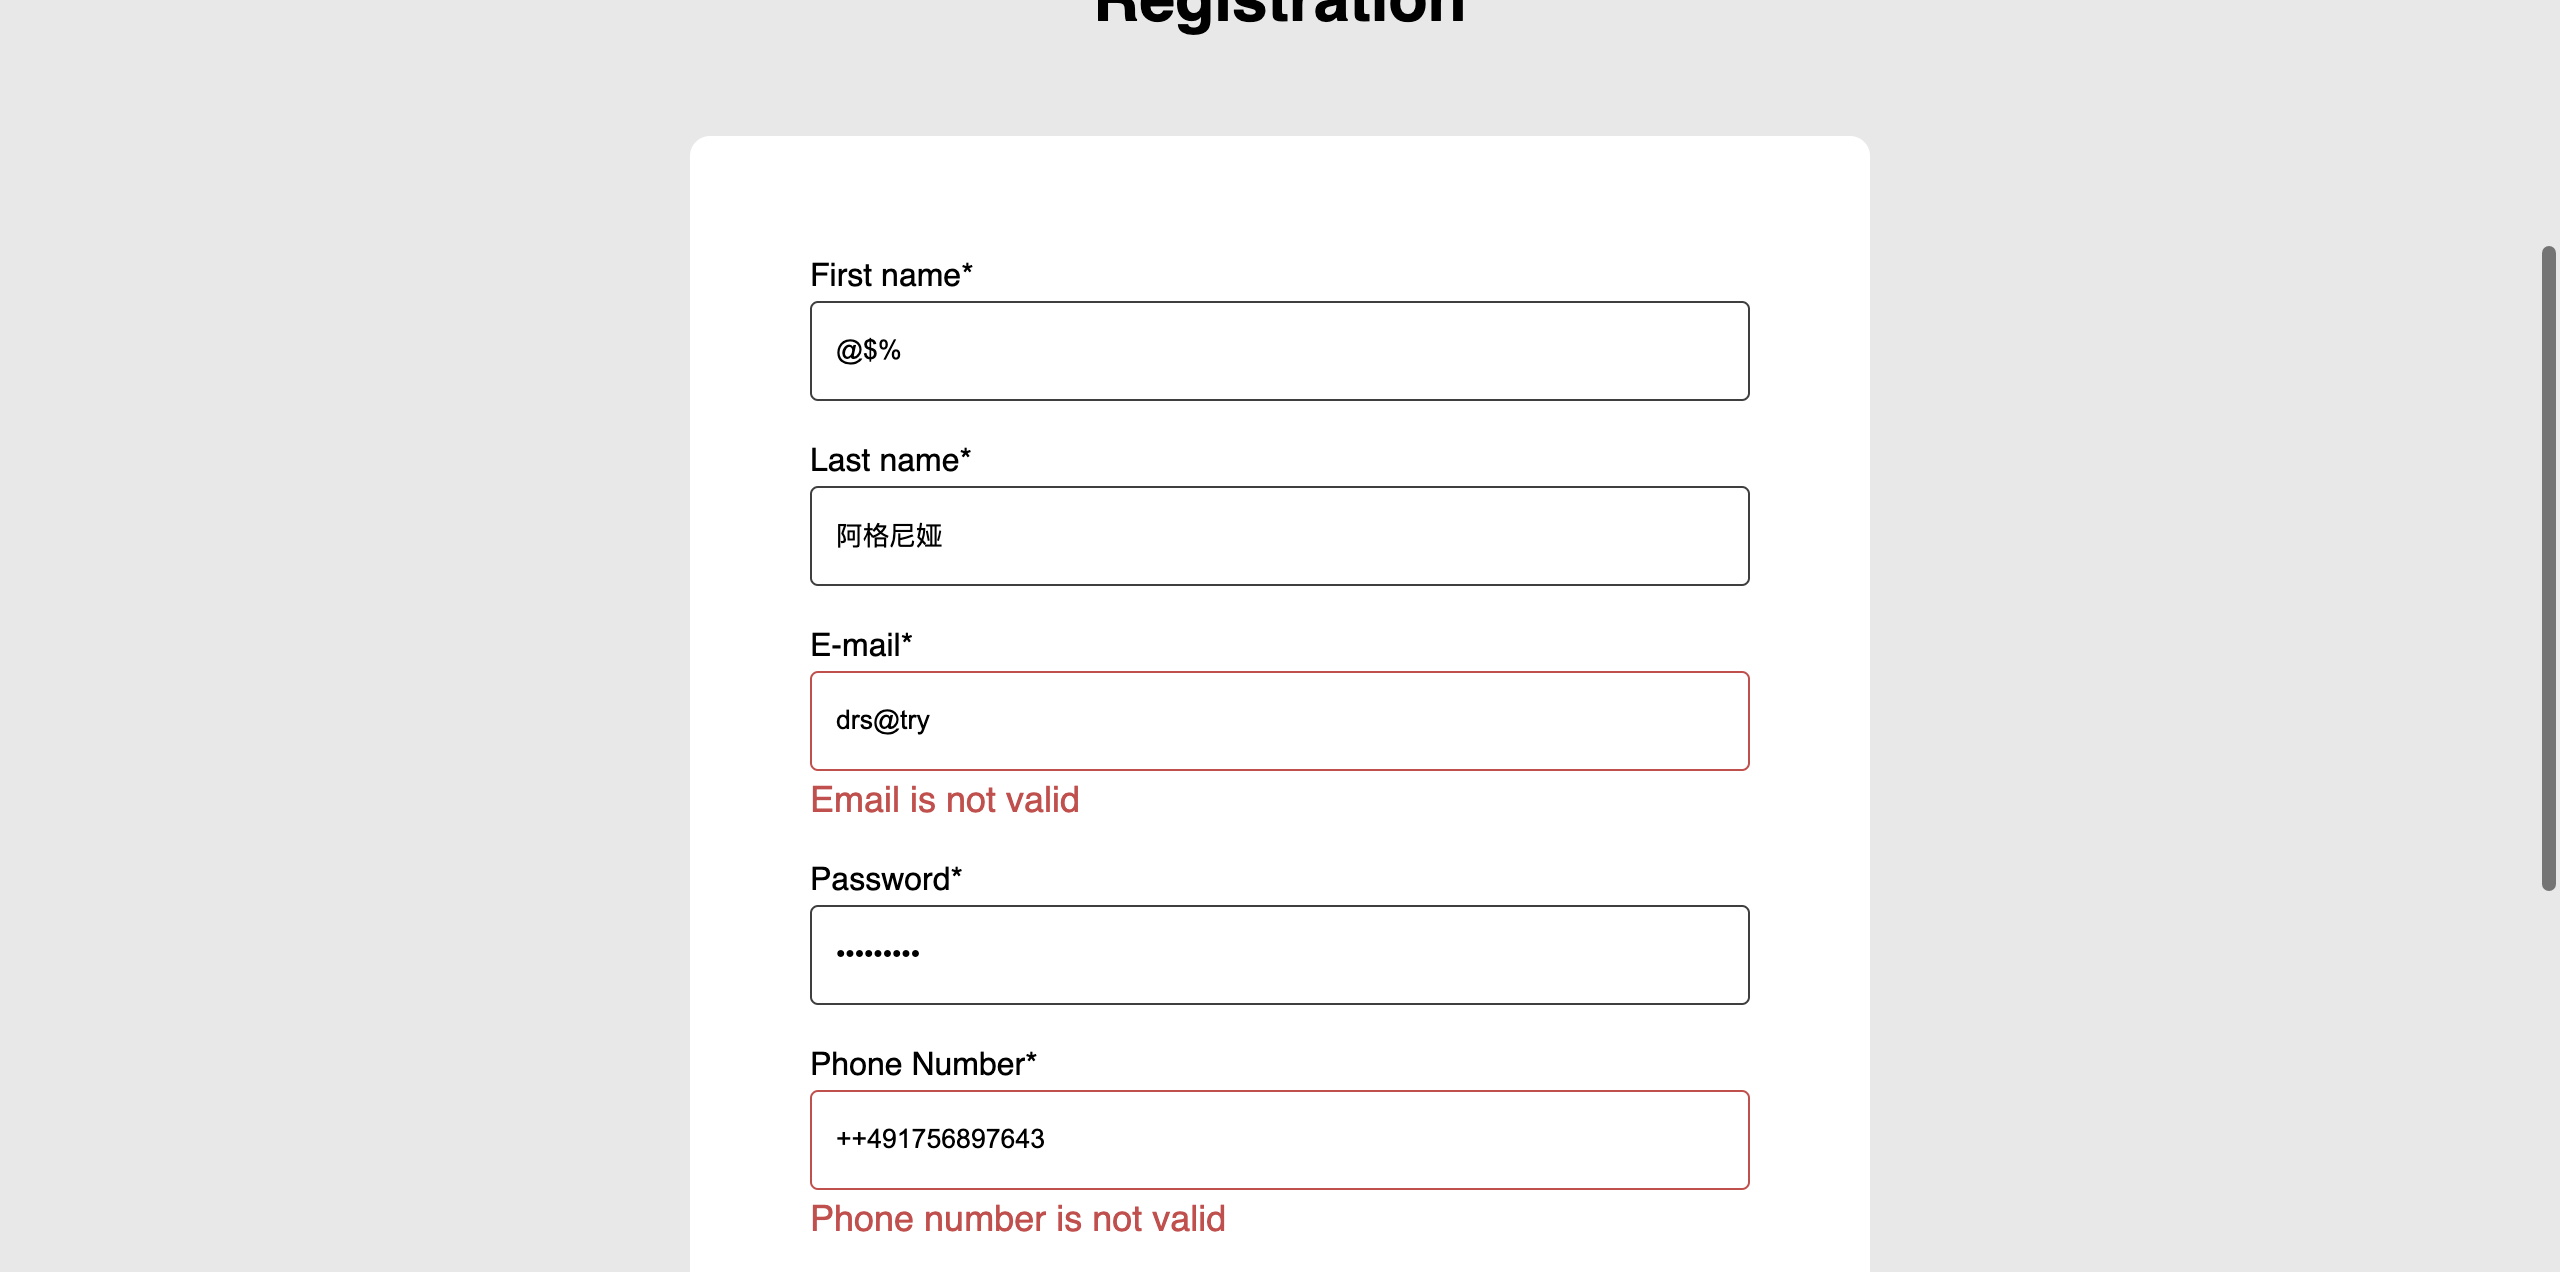 Registration
First name*
@$%
Last name*
阿格尼娅
E-mail*
drs@try
Email is not valid
Password*
•••••••••
Phone Number*
++491756897643
Phone number is not valid